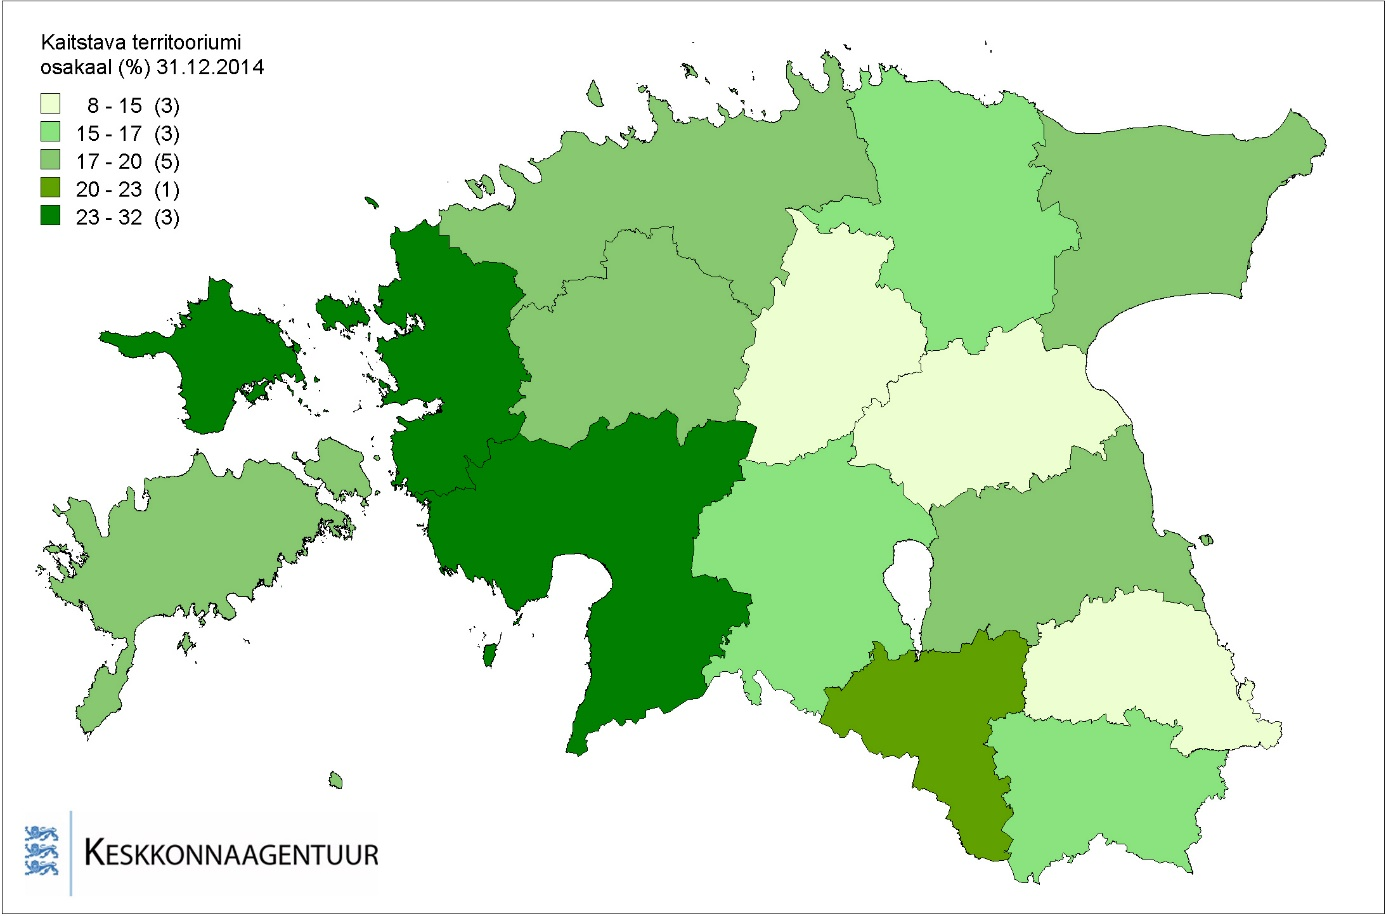 Kaitstava territooriumi
osakaal (%) 31.12.2014
8 - 15 (3)
15 - 17 (3)
17 - 20 (5)
20 - 23 (1)
23 - 32 (3)
KESKKONNAAGENTUUR